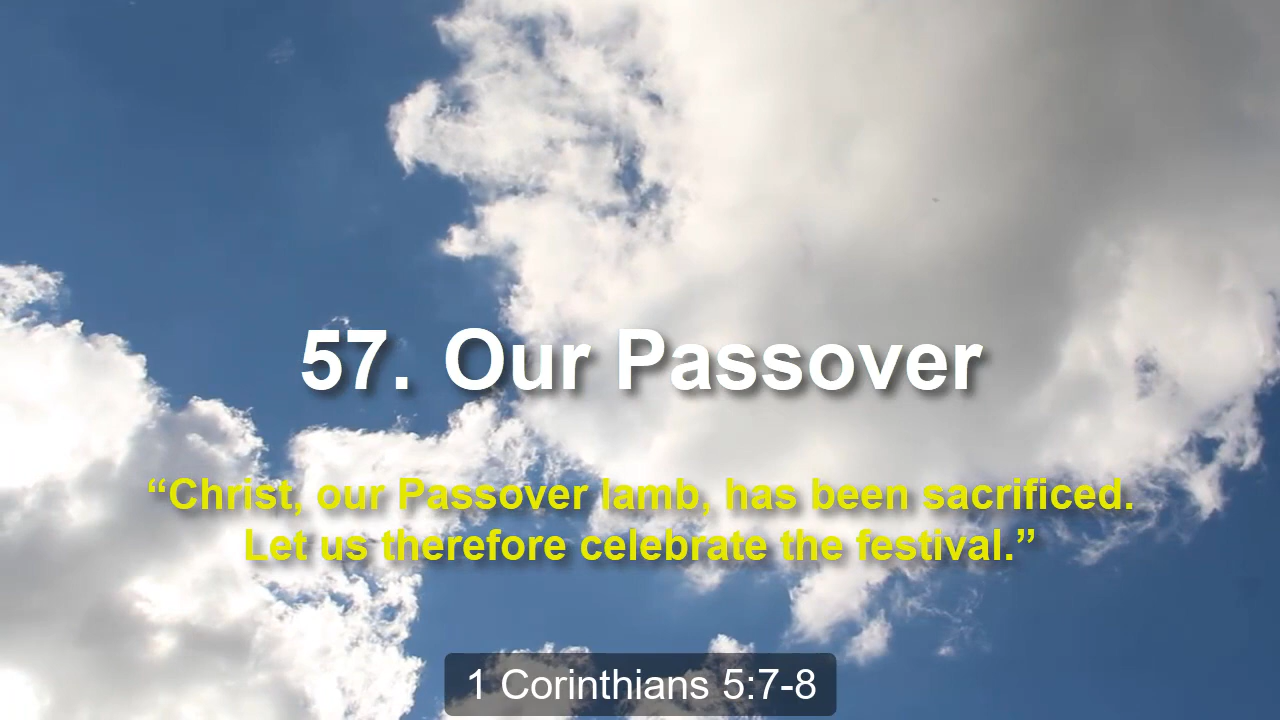 57. Our Passover
“Christ, our Passover lamb, has been sacrificed.
Let us therefore celebrate the festival.”
1 Corinthians 5:7-8